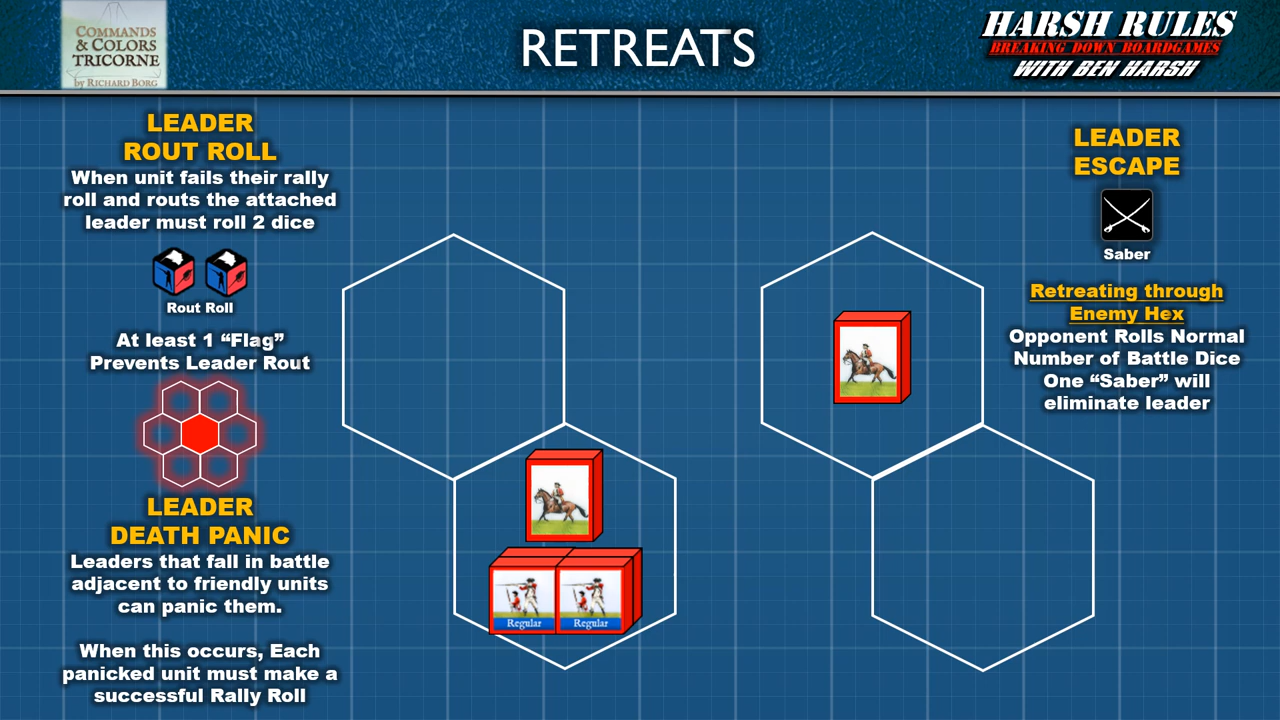 COMMANDS
& COLORS
TRICORNE
by RICHARD BORG
RETREATS
HARSH RULES
BREAKING DOWN BOARDGAMES
WITH BEN HARSH
LEADER
ROUT ROLL
When unit fails their rally
roll and routs the attached
leader must roll 2 dice
Rout Roll
At least 1 “Flag”
Prevents Leader Rout
LEADER
DEATH PANIC
Leaders that fall in battle
adjacent to friendly units
can panic them.
When this occurs, Each
panicked unit must make a
successful Rally Roll
Regular
Regular
LEADER
ESCAPE
Saber
Retreating through
Enemy Hex
Opponent Rolls Normal
Number of Battle Dice
One “Saber” will
eliminate leader